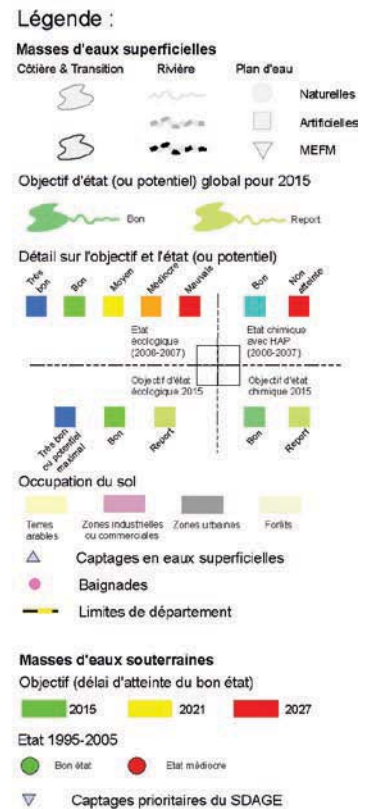 Légende :
Masses d'eaux superficielles
Côtière & Transition Rivière Plan d'eau
Naturelles
Artificielles
MEFM
Objectif d'état (ou potentiel) global pour 2015
Bon Report
Détail sur l'objectif et l'état (ou potentiel)
Très bon Bon Moyen Médiocre Mauvais Bon Non atteinte
Etat écologique (2006-2007) Etat chimique avec HAP (2006-2007)
Objectif d'état écologique 2015 Objectif d'état chimique 2015
Très bon ou potentiel maximal Bon Report Bon Report
Occupation du sol
Terres arables Zones industrielles ou commerciales Zones urbaines Forêts
Captages en eaux superficielles
Baignades
Limites de département
Masses d'eaux souterraines
Objectif (délai d'atteinte du bon état)
2015 2021 2027
Etat 1995-2005
Bon état Etat médiocre
Captages prioritaires du SDAGE